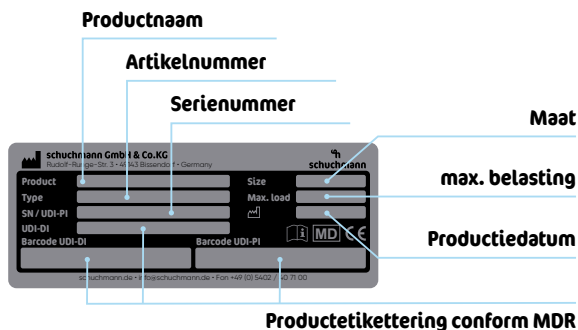 Productnaam
Artikelnummer
Serienummer
Maat
max. belasting
Productiedatum
schuchmann GmbH & Co.KG
Rudolf-Runge-Str. 3 • 49143 Bissendorf • Germany
schuchmann
Product
Size
Type
Max. load
SN / UDI-PI
UDI-DI
MD CE
Barcode UDI-DI
Barcode UDI-PI
schuchmann.de • info@schuchmann.de • Fon +49 (0) 5402 / 40 71 00
Productetikettering conform MDR